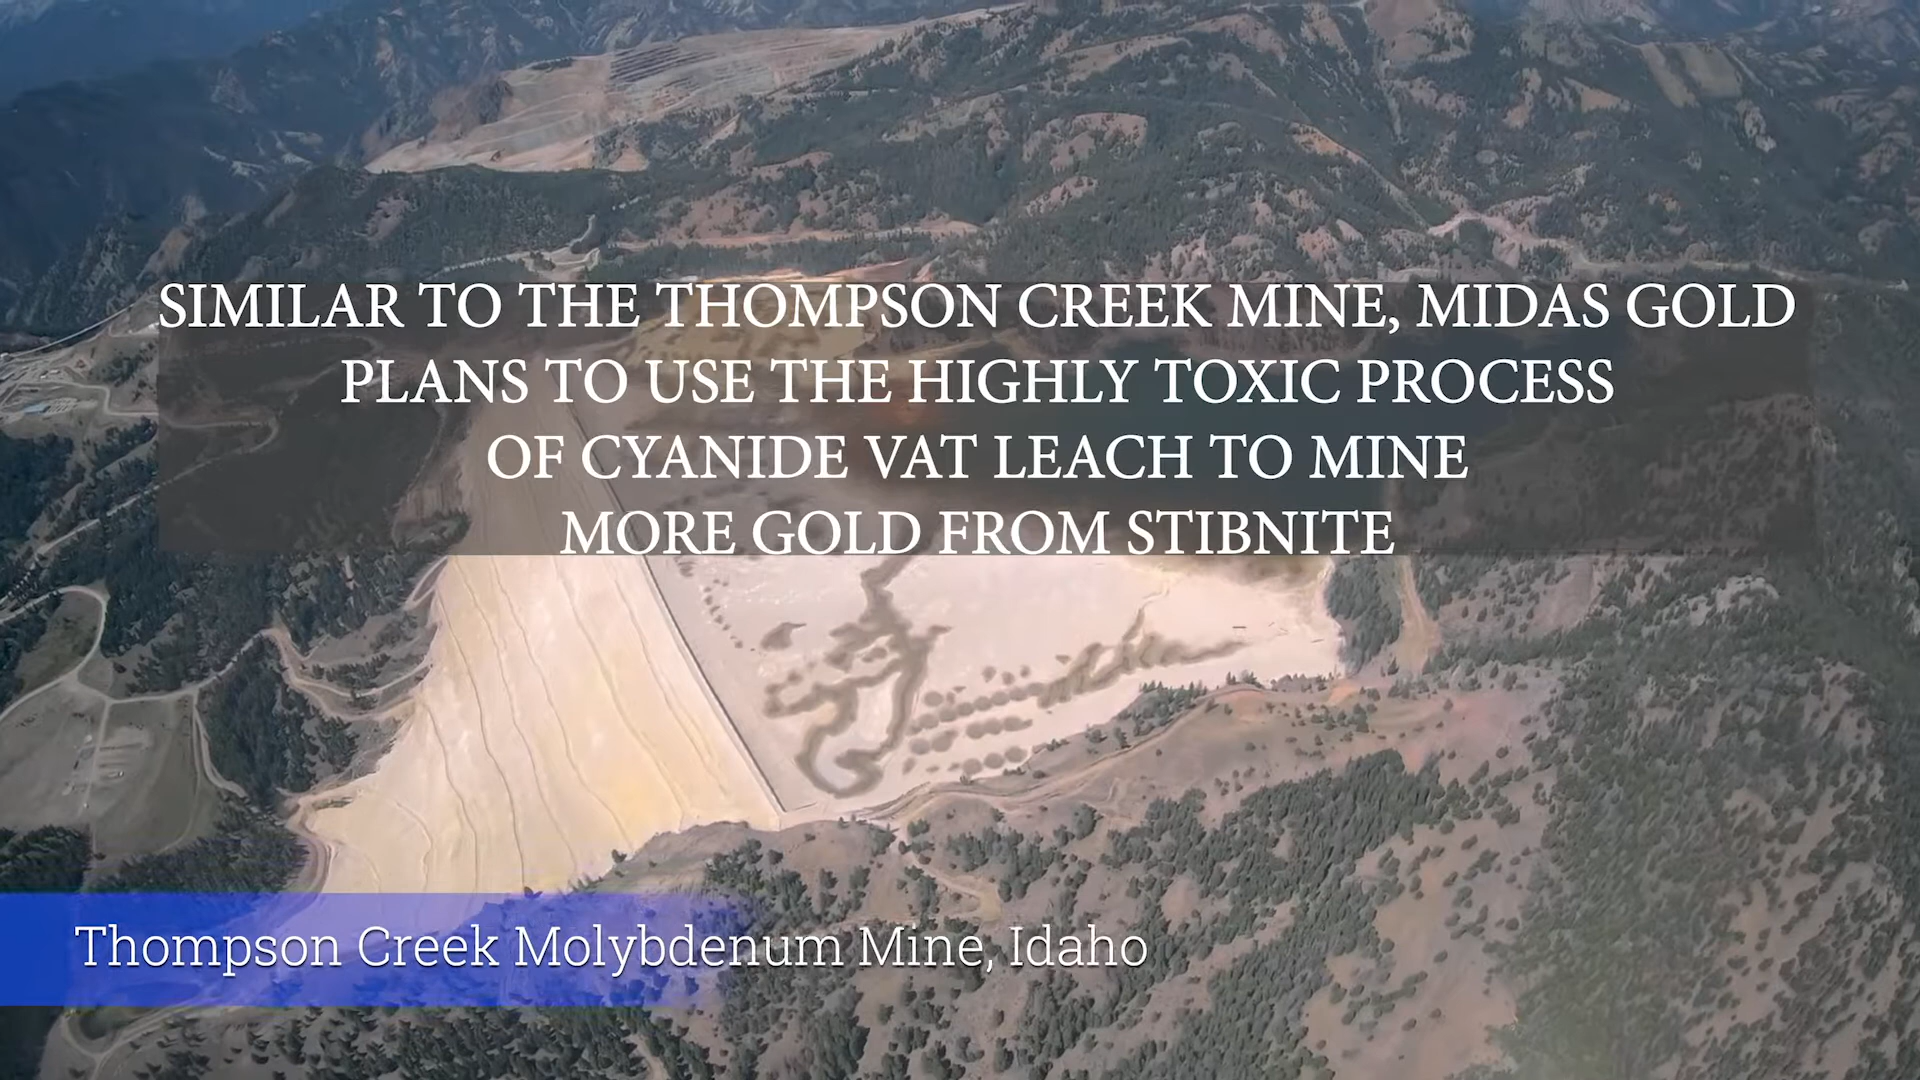 SIMILAR TO THE THOMPSON CREEK MINE, MIDAS GOLD
PLANS TO USE THE HIGHLY TOXIC PROCESS
OF CYANIDE VAT LEACH TO MINE
MORE GOLD FROM STIBNITE
Thompson Creek Molybdenum Mine, Idaho